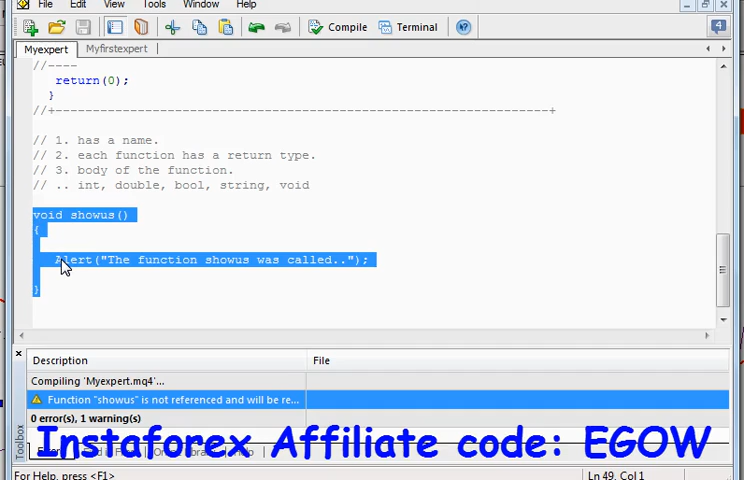 File Edit View Tools Window Help
Compile Terminal 4
Myexpert Myfirstexpert
//----
return(0);
}
//+------------------------------------------------------------------+
// 1. has a name.
// 2. each function has a return type.
// 3. body of the function.
// .. int, double, bool, string, void
void showus()
{
Alert("The function showus was called..");
}
Description File
Compiling 'Myexpert.mq4'...
Function "showus" is not referenced and will be re...
0 error(s), 1 warning(s)
Toolbox
Instaforex Affiliate code: EGOW
For Help, press <F1> Ln 49, Col 1